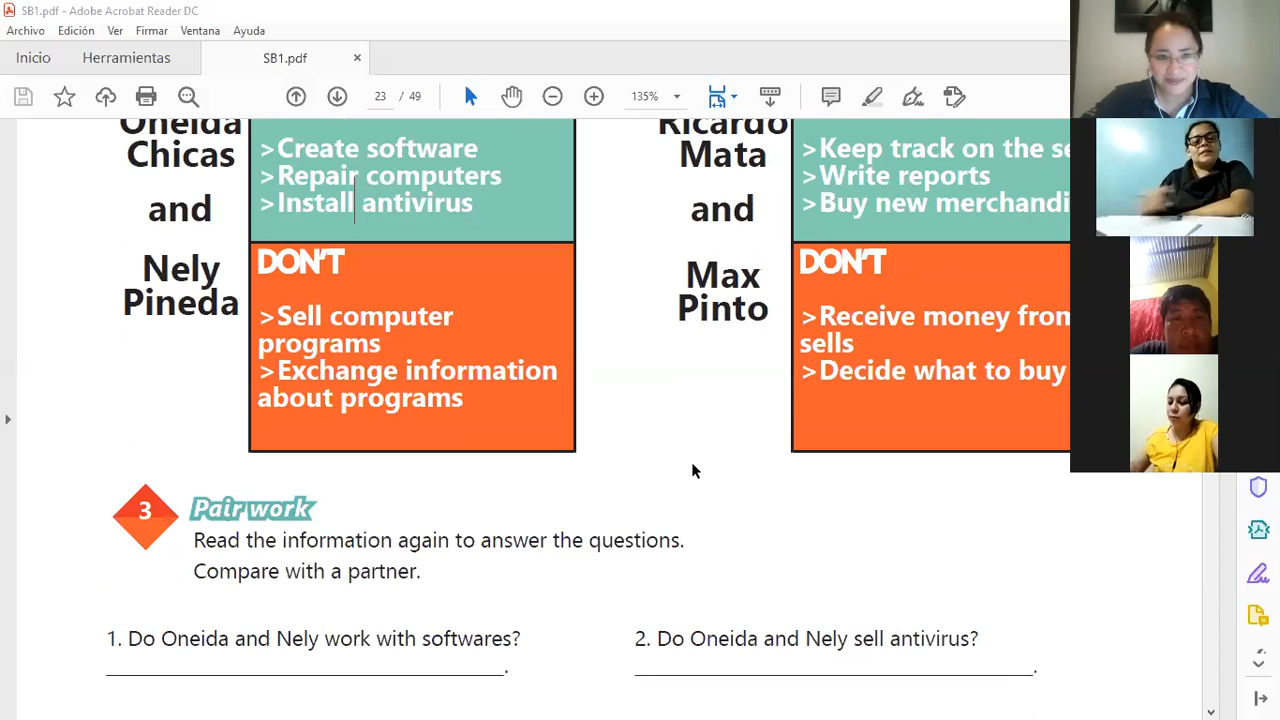 SB1.pdf - Adobe Acrobat Reader DC
Archivo Edición Ver Firmar Ventana Ayuda
Inicio Herramientas SB1.pdf ×
23 / 49 135%
Oneida
Chicas
and
Nely
Pineda
>Create software
>Repair computers
>Install antivirus
DON'T
>Sell computer
programs
>Exchange information
about programs
Ricardo
Mata
and
Max
Pinto
>Keep track on the se
>Write reports
>Buy new merchandi
DON'T
>Receive money from
sells
>Decide what to buy
3 Pair work
Read the information again to answer the questions.
Compare with a partner.
1. Do Oneida and Nely work with softwares?
2. Do Oneida and Nely sell antivirus?